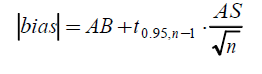 |bias| = AB + t₀.₉₅,ₙ₋₁ · AS/√n